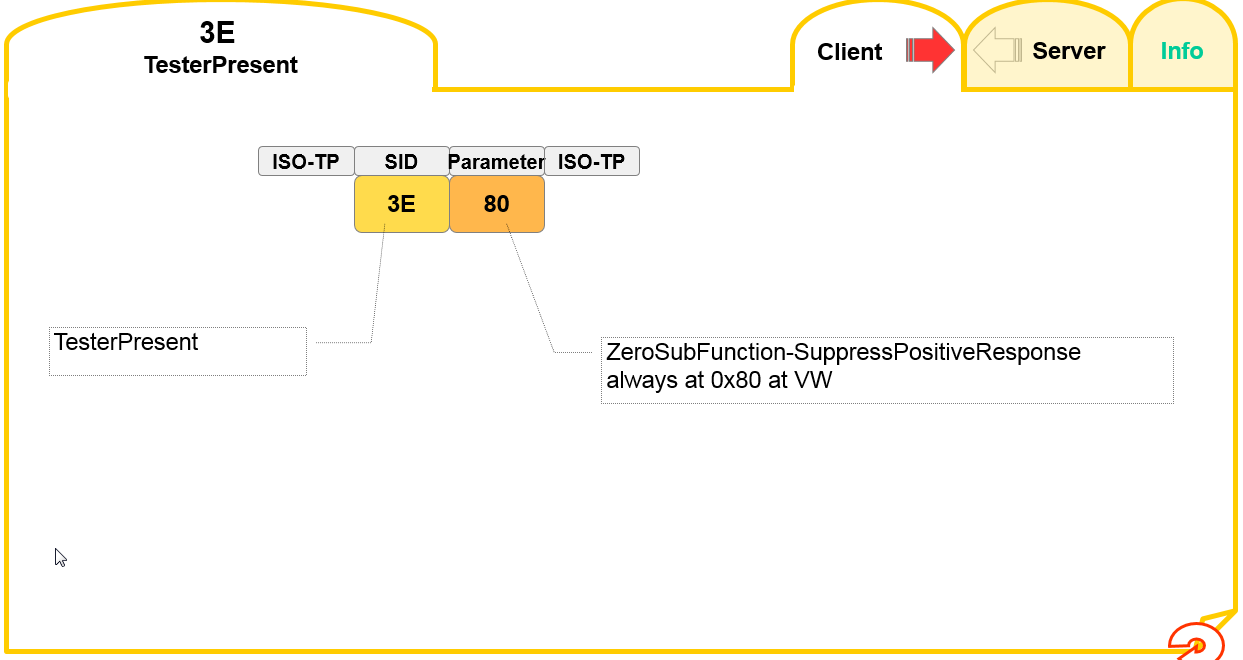 3E
TesterPresent
Client
Server
Info
ISO-TP SID Parameter ISO-TP
3E 80
TesterPresent
ZeroSubFunction-SuppressPositiveResponse
always at 0x80 at VW